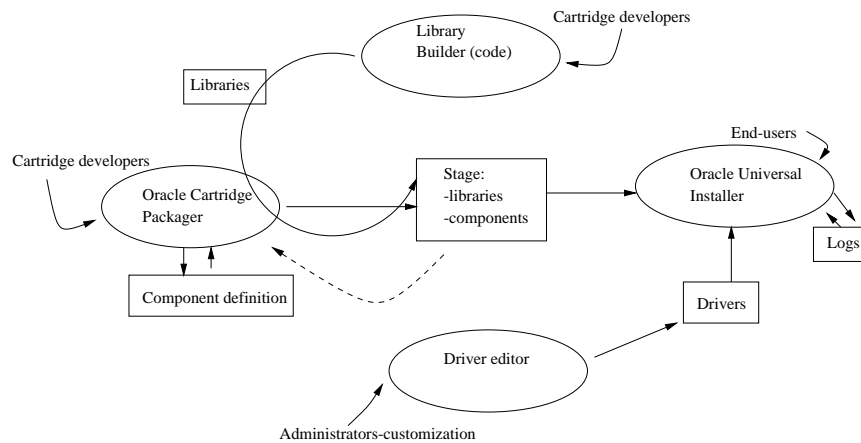 Cartridge developers
Library
Builder (code)
Libraries
End-users
Cartridge developers
Oracle Cartridge
Packager
Stage:
-libraries
-components
Oracle Universal
Installer
Logs
Component definition
Drivers
Driver editor
Administrators-customization